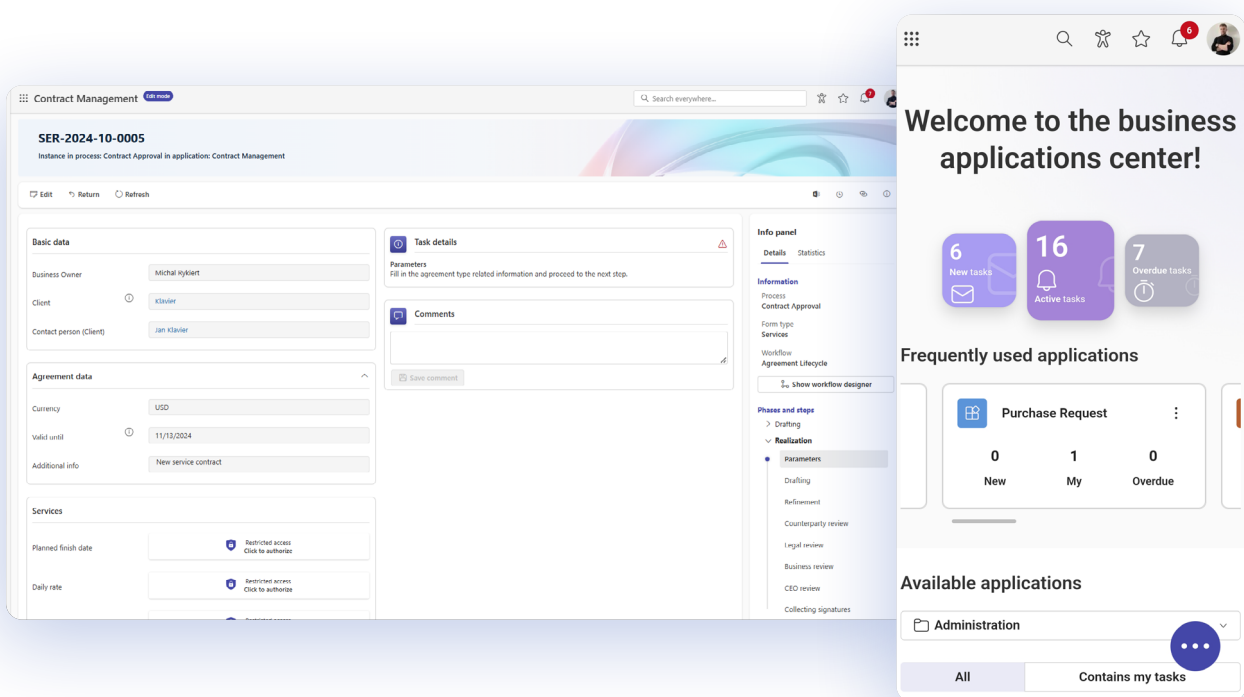 Contract Management
Edit mode
Search everywhere...
7
SER-2024-10-0005
Instance in process: Contract Approval in application: Contract Management
Edit
Return
Refresh
Basic data
Business Owner
Michał Rykiert
Client
Klavier
Contact person (Client)
Jan Klavier
Agreement data
Currency
USD
Valid until
11/13/2024
Additional info
New service contract
Services
Planned finish date
Restricted access
Click to authorize
Daily rate
Restricted access
Click to authorize
Task details
Parameters
Fill in the agreement type related information and proceed to the next step.
Comments
Save comment
Info panel
Details
Statistics
Information
Process
Contract Approval
Form type
Services
Workflow
Agreement Lifecycle
Show workflow designer
Phases and steps
Drafting
Realization
Parameters
Drafting
Refinement
Counterparty review
Legal review
Business review
CEO review
Collecting signatures
6
Welcome to the business
applications center!
6
New tasks
16
Active tasks
7
Overdue tasks
Frequently used applications
Purchase Request
0
New
1
My
0
Overdue
Available applications
Administration
All
Contains my tasks